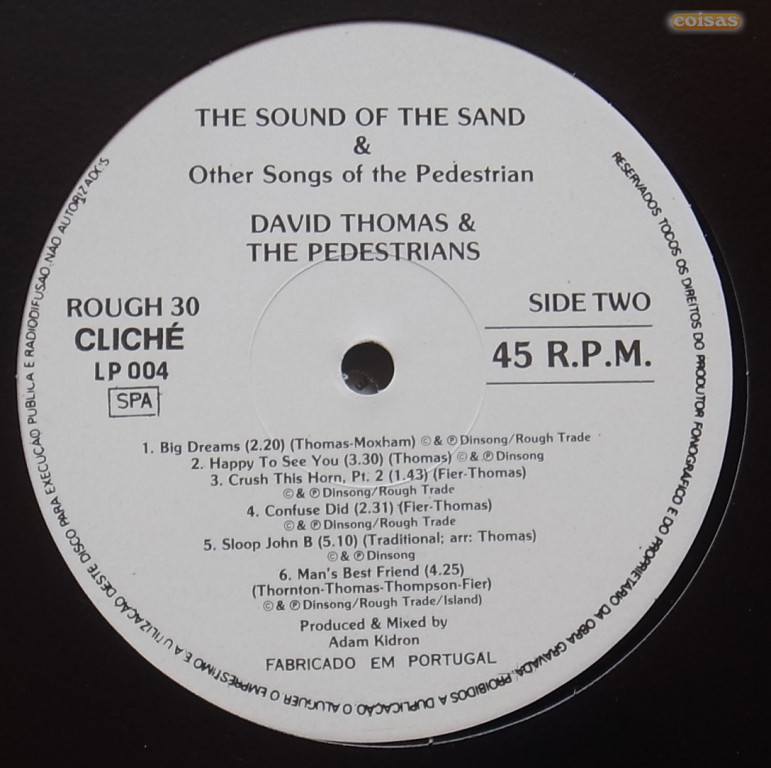 coisas
THE SOUND OF THE SAND
&
Other Songs of the Pedestrian
DAVID THOMAS &
THE PEDESTRIANS
ROUGH 30
CLICHÉ
LP 004
SPA
SIDE TWO
45 R.P.M.
1. Big Dreams (2.20) (Thomas-Moxham) ©&℗Dinsong/Rough Trade
2. Happy To See You (3.30) (Thomas) ©&℗Dinsong
3. Crush This Horn, Pt. 2 (1.43) (Fier-Thomas)
©&℗Dinsong/Rough Trade
4. Confuse Did (2.31) (Fier-Thomas)
©&℗Dinsong/Rough Trade
5. Sloop John B (5.10) (Traditional; arr: Thomas)
©&℗Dinsong
6. Man's Best Friend (4.25)
(Thornton-Thomas-Thompson-Fier)
©&℗Dinsong/Rough Trade/Island)
Produced & Mixed by
Adam Kidron
FABRICADO EM PORTUGAL
RESERVADOS TODOS OS DIREITOS DO PRODUTOR FONOGRÁFICO E DO PROPRIETÁRIO DA OBRA GRAVADA. PROIBIDOS A DUPLICAÇÃO, O ALUGUER O EMPRÉSTIMO E A UTILIZAÇÃO DESTE DISCO PARA EXECUÇÃO PÚBLICA E RADIODIFUSÃO NÃO AUTORIZADOS